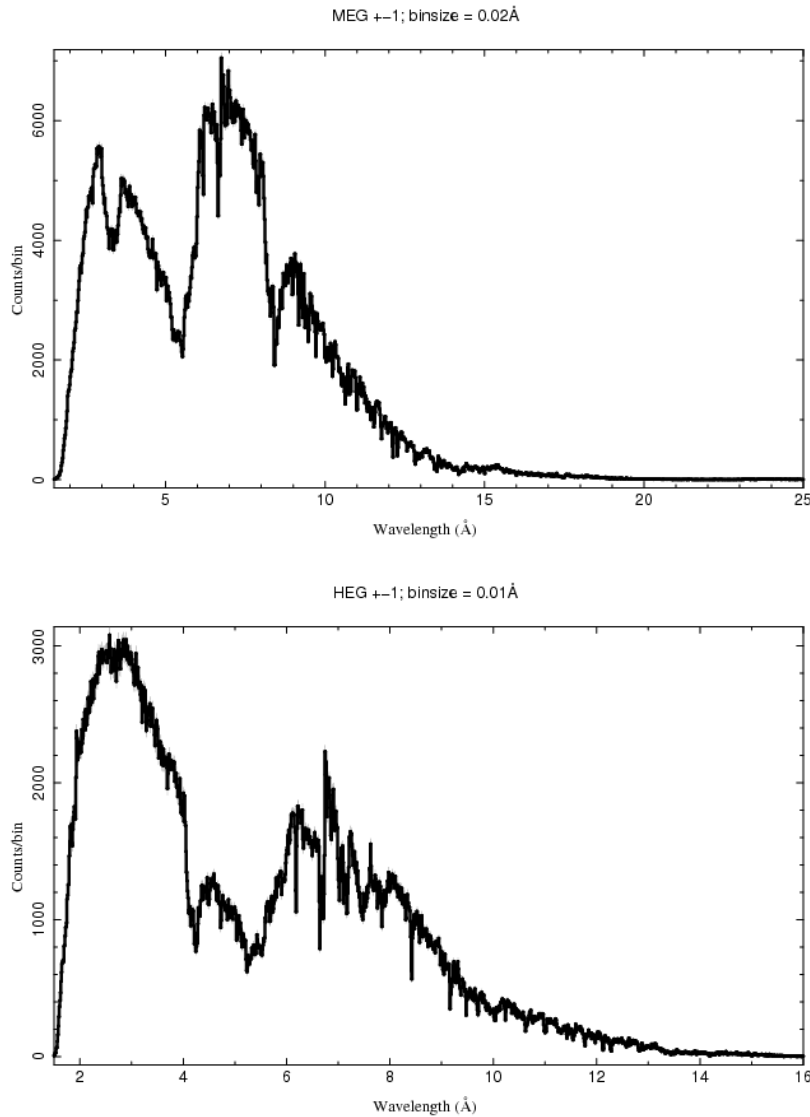 MEG +−1; binsize = 0.02Å
6000
4000
2000
0
Counts/bin
5 10 15 20 25
Wavelength (Å)
HEG +−1; binsize = 0.01Å
3000
2000
1000
0
Counts/bin
2 4 6 8 10 12 14 16
Wavelength (Å)